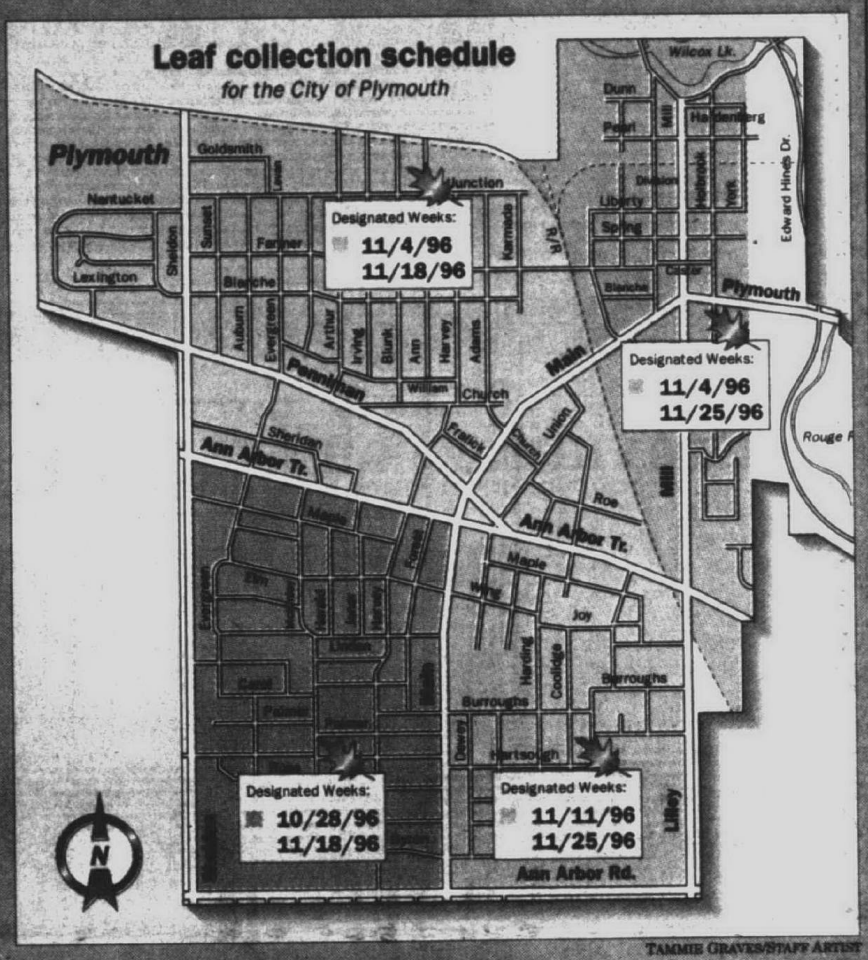 Leaf collection schedule
for the City of Plymouth
Wilcox Lk.
Dunn
Pearl
Mill
Plymouth
Goldsmith
Junction
Nantucket
Sheldon
Sunset
Farmer
Lexington
Blanche
Karmada
R/R
Division
Liberty
Spring
Holbrook
York
Edward Hines Dr.
Blanche
Plymouth
Designated Weeks:
11/4/96
11/18/96
Auburn
Evergreen
Arthur
Irving
Blunk
Ann
Harvey
Adams
Main
Designated Weeks:
11/4/96
11/25/96
Penniman
William
Church
Fralick
Church
Union
Sheridan
Ann Arbor Tr.
Roe
Mill
Ann Arbor Tr.
Maple
Maple
Forest
Wing
Joy
Evergreen
Elm
Harding
Coolidge
Burroughs
Burroughs
Dewey
Hartsough
Lilley
Designated Weeks:
10/28/96
11/18/96
Designated Weeks:
11/11/96
11/25/96
Ann Arbor Rd.
N
TAMMIE GRAVES/STAFF ARTIST